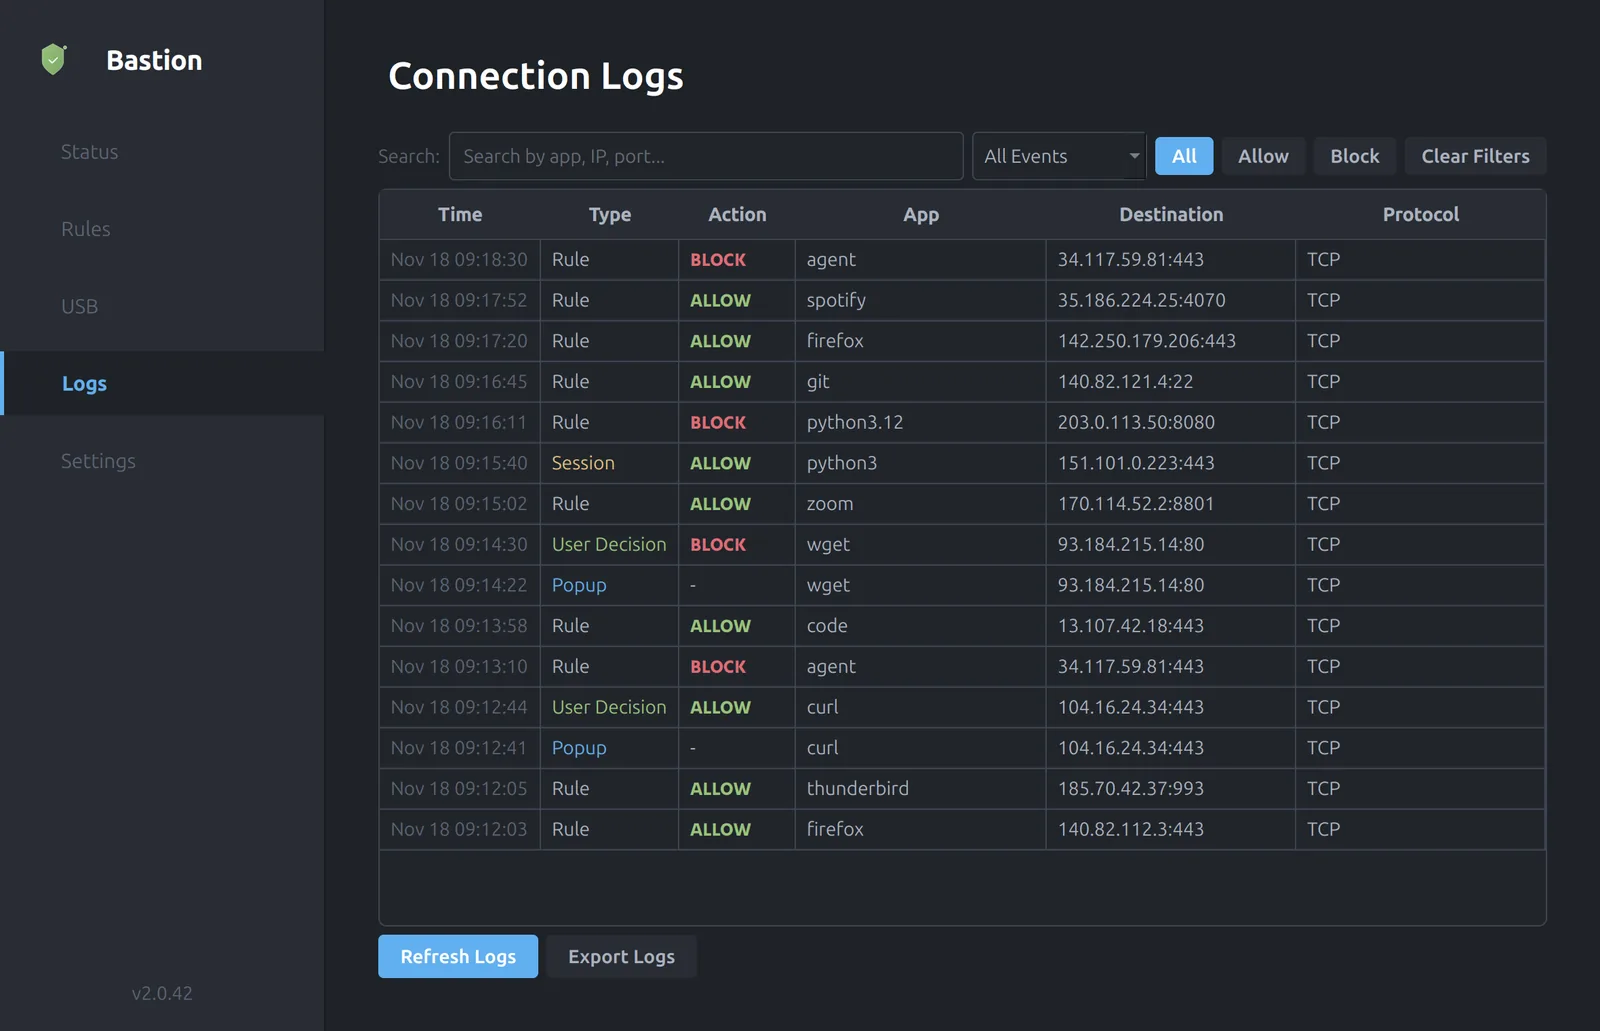 Bastion
Status
Rules
USB
Logs
Settings
v2.0.42
Connection Logs
Search: Search by app, IP, port... All Events All Allow Block Clear Filters
Time Type Action App Destination Protocol
Nov 18 09:18:30 Rule BLOCK agent 34.117.59.81:443 TCP
Nov 18 09:17:52 Rule ALLOW spotify 35.186.224.25:4070 TCP
Nov 18 09:17:20 Rule ALLOW firefox 142.250.179.206:443 TCP
Nov 18 09:16:45 Rule ALLOW git 140.82.121.4:22 TCP
Nov 18 09:16:11 Rule BLOCK python3.12 203.0.113.50:8080 TCP
Nov 18 09:15:40 Session ALLOW python3 151.101.0.223:443 TCP
Nov 18 09:15:02 Rule ALLOW zoom 170.114.52.2:8801 TCP
Nov 18 09:14:30 User Decision BLOCK wget 93.184.215.14:80 TCP
Nov 18 09:14:22 Popup - wget 93.184.215.14:80 TCP
Nov 18 09:13:58 Rule ALLOW code 13.107.42.18:443 TCP
Nov 18 09:13:10 Rule BLOCK agent 34.117.59.81:443 TCP
Nov 18 09:12:44 User Decision ALLOW curl 104.16.24.34:443 TCP
Nov 18 09:12:41 Popup - curl 104.16.24.34:443 TCP
Nov 18 09:12:05 Rule ALLOW thunderbird 185.70.42.37:993 TCP
Nov 18 09:12:03 Rule ALLOW firefox 140.82.112.3:443 TCP
Refresh Logs Export Logs